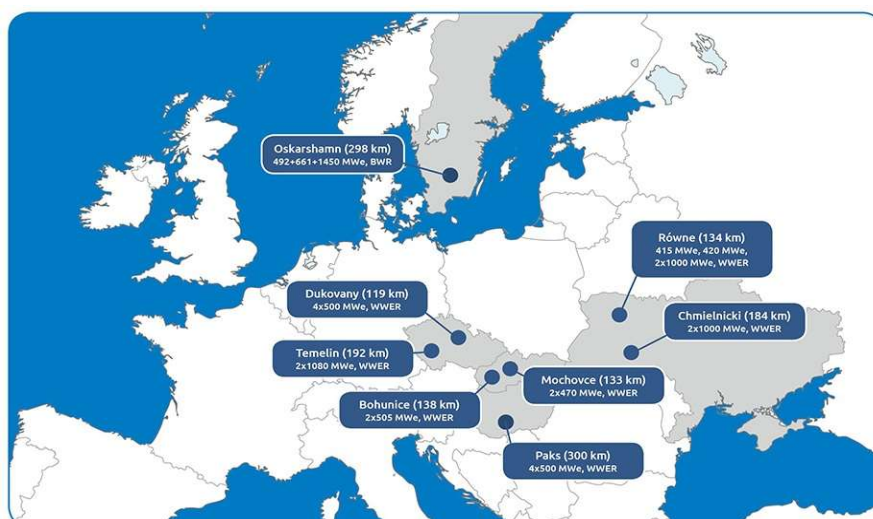 Oskarshamn (298 km)
492+661+1450 MWe, BWR
Równe (134 km)
415 MWe, 420 MWe,
2x1000 MWe, WWER
Dukovany (119 km)
4x500 MWe, WWER
Chmielnicki (184 km)
2x1000 MWe, WWER
Temelin (192 km)
2x1080 MWe, WWER
Mochovce (133 km)
2x470 MWe, WWER
Bohunice (138 km)
2x505 MWe, WWER
Paks (300 km)
4x500 MWe, WWER